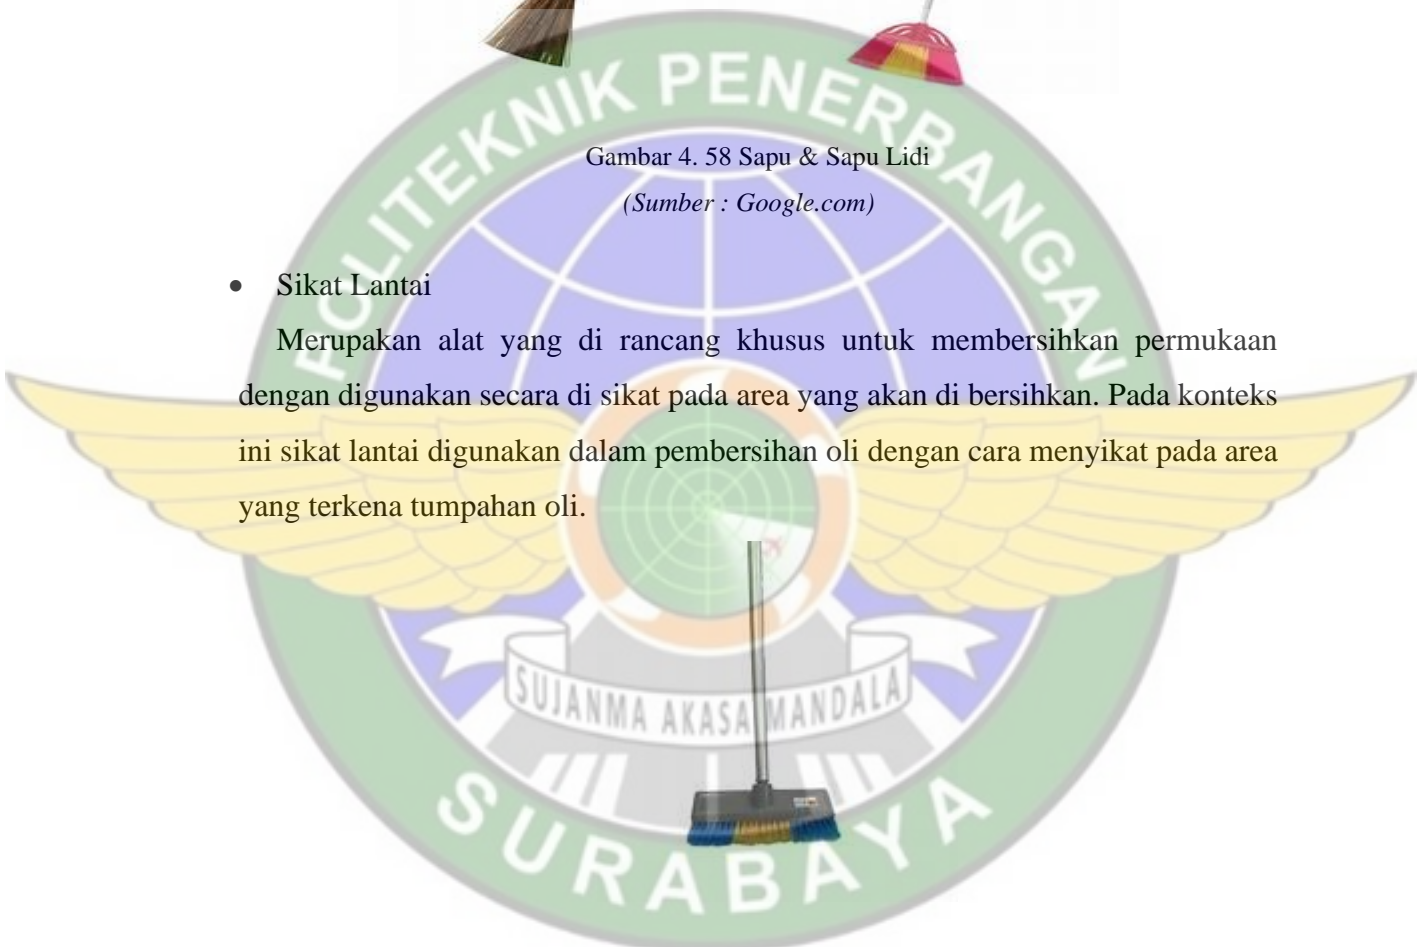 POLITEKNIK PENERBANGAN
Gambar 4. 58 Sapu & Sapu Lidi
(Sumber : Google.com)
• Sikat Lantai
Merupakan alat yang di rancang khusus untuk membersihkan permukaan
dengan digunakan secara di sikat pada area yang akan di bersihkan. Pada konteks
ini sikat lantai digunakan dalam pembersihan oli dengan cara menyikat pada area
yang terkena tumpahan oli.
SUJANMA AKASA MANDALA
SURABAYA